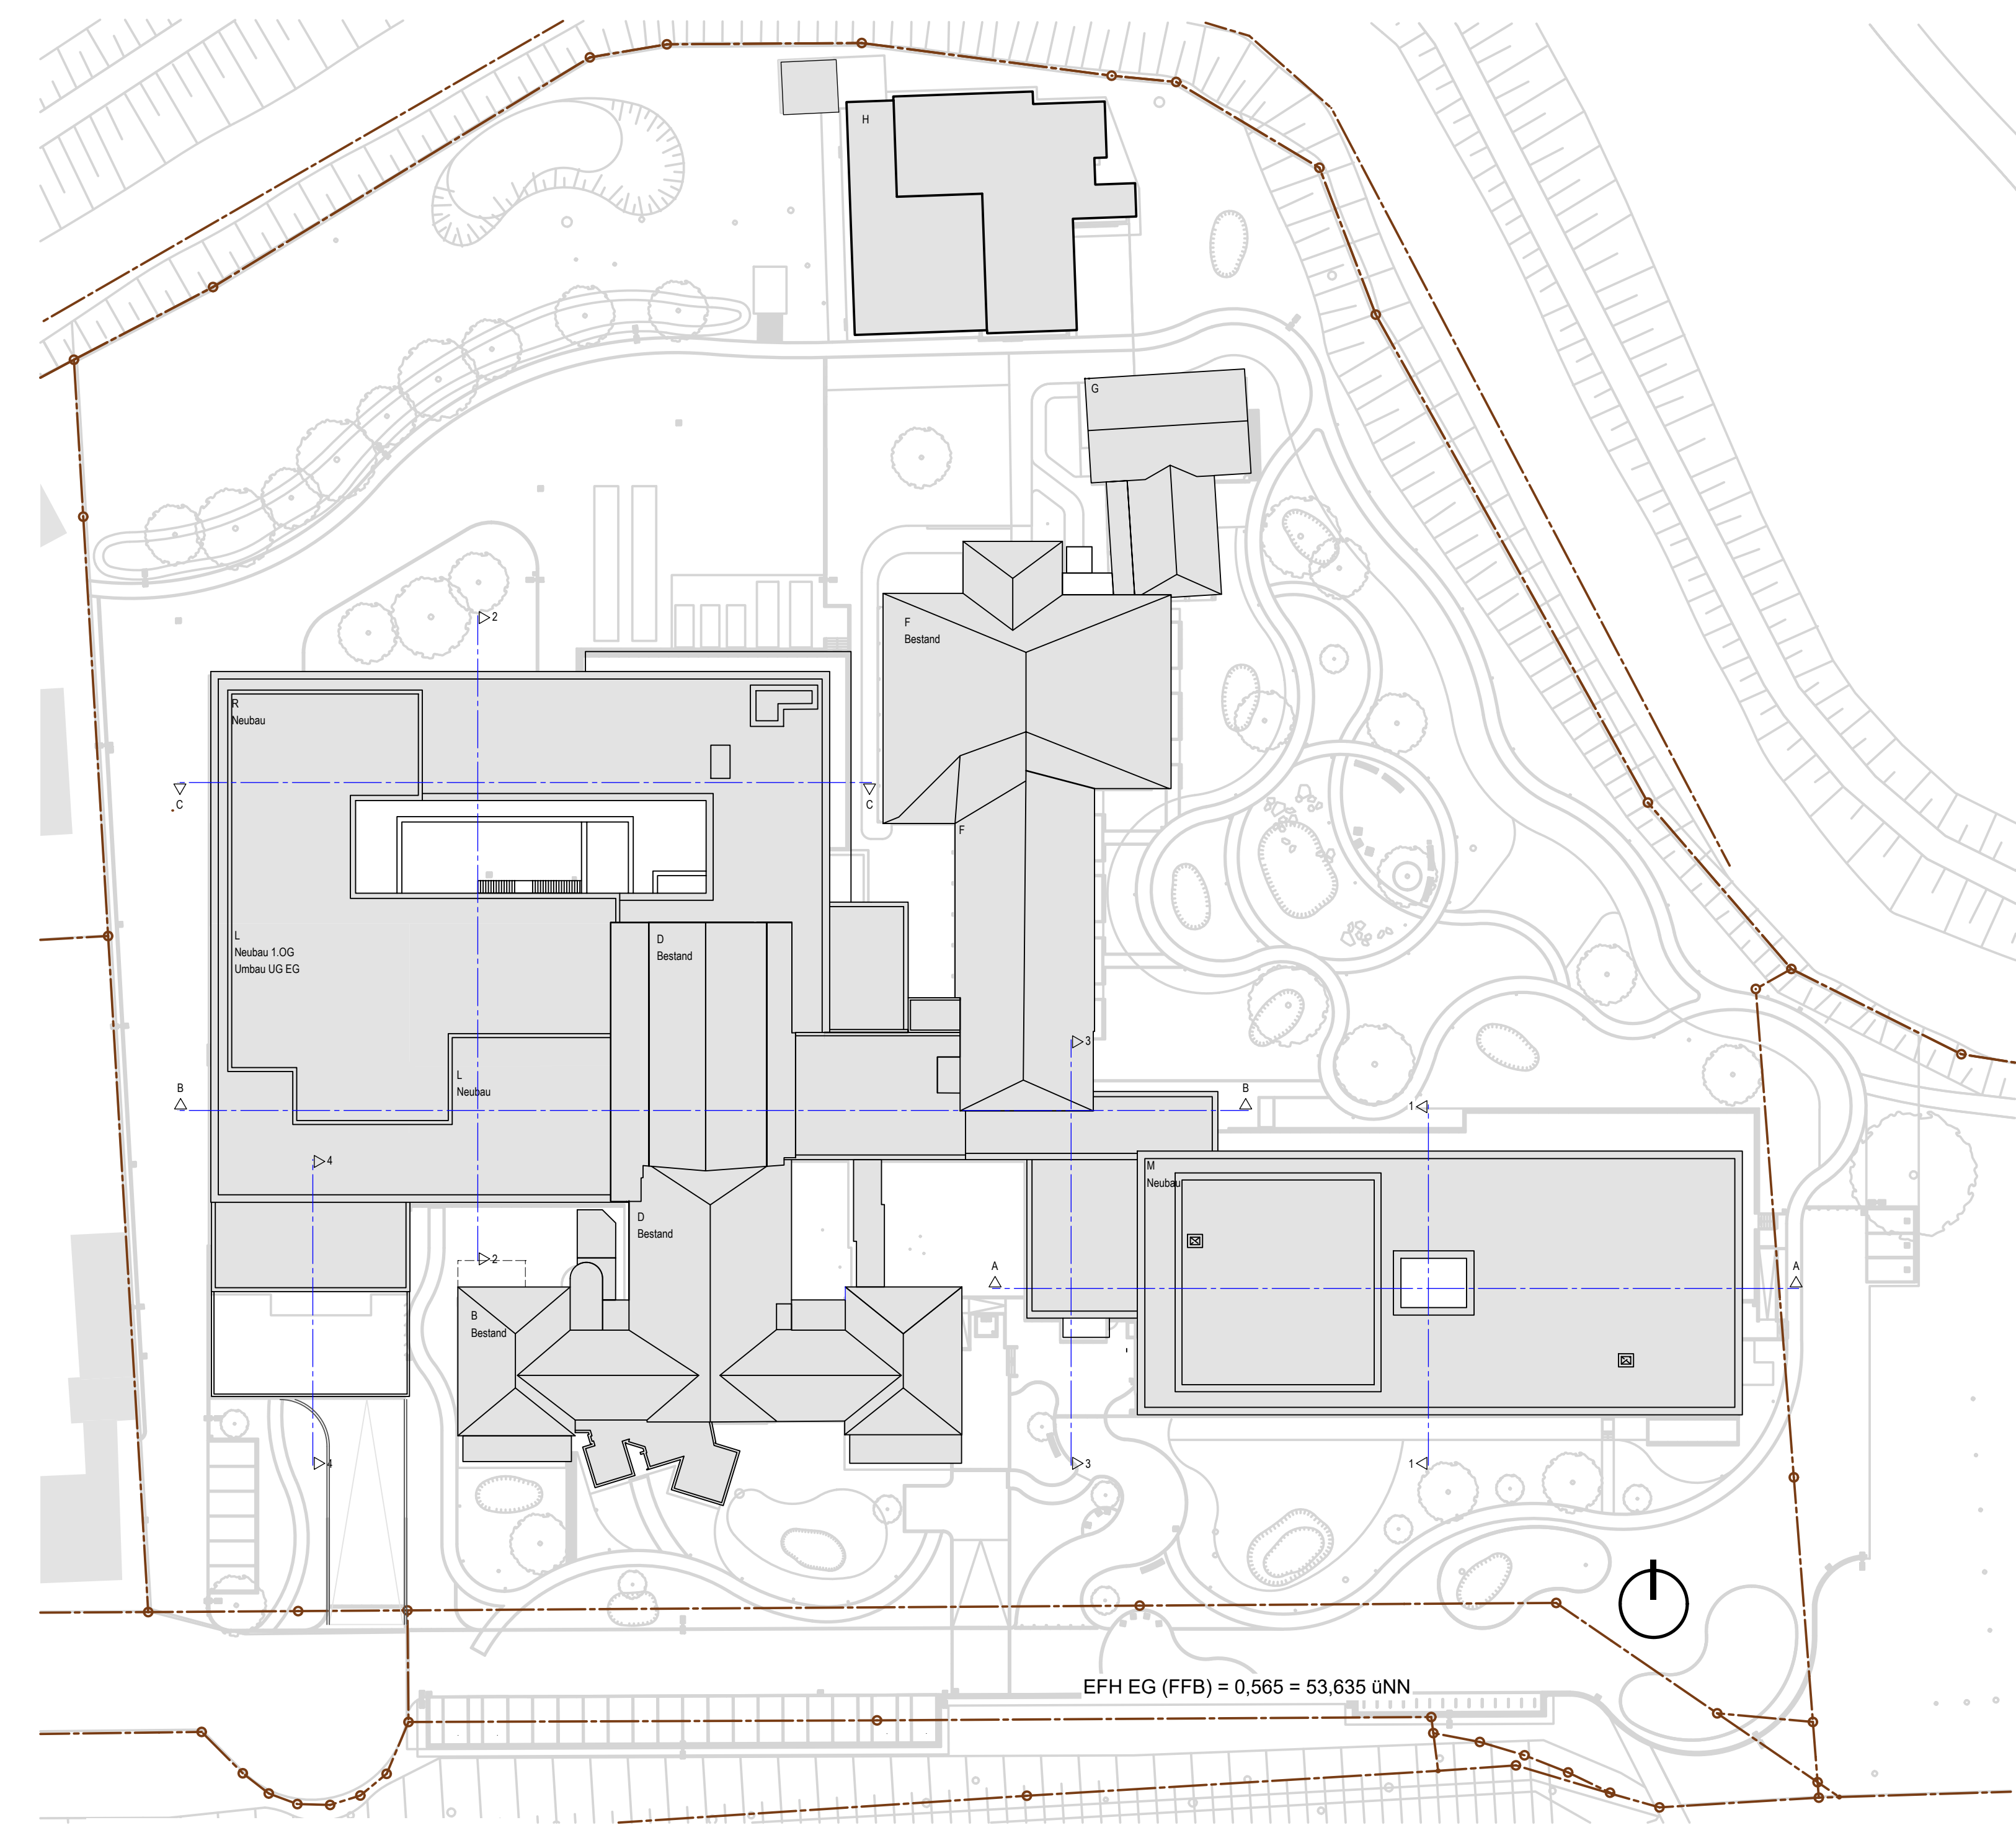 H
G
2
F
Bestand
R
Neubau
C
C
F
L
Neubau 1.OG
Umbau UG EG
D
Bestand
3
L
Neubau
B
B
1
4
M
Neubau
D
Bestand
2
A
A
B
Bestand
4
3
1
EFH EG (FFB) = 0,565 = 53,635 üNN